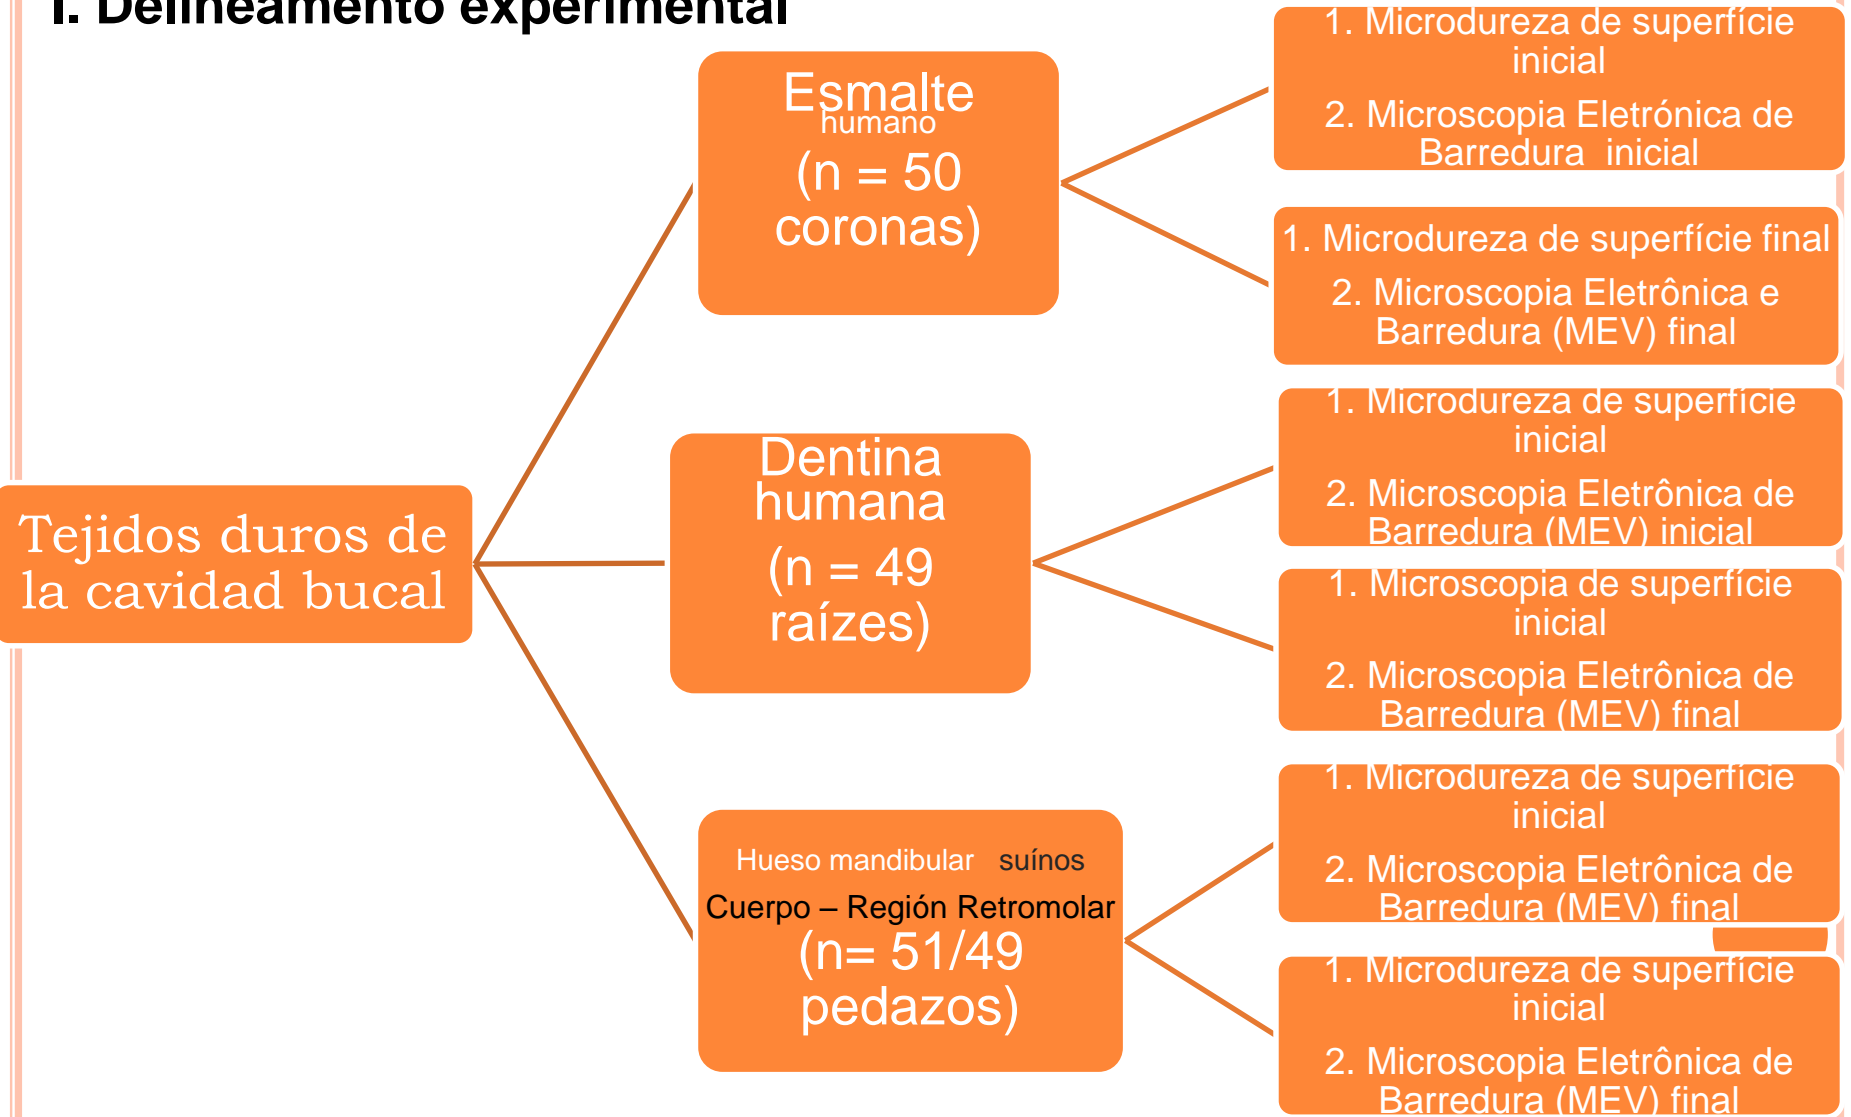 I. Delineamento experimental
Tejidos duros de
la cavidad bucal
Esmalte
humano
(n = 50
coronas)
1. Microdureza de superfície
inicial
2. Microscopia Eletrónica de
Barredura inicial
1. Microdureza de superfície final
2. Microscopia Eletrônica e
Barredura (MEV) final
Dentina
humana
(n = 49
raízes)
1. Microdureza de superfície
inicial
2. Microscopia Eletrônica de
Barredura (MEV) inicial
1. Microscopia de superfície
inicial
2. Microscopia Eletrônica de
Barredura (MEV) final
Hueso mandibular suínos
Cuerpo – Región Retromolar
(n= 51/49
pedazos)
1. Microdureza de superfície
inicial
2. Microscopia Eletrônica de
Barredura (MEV) final
1. Microdureza de superfície
inicial
2. Microscopia Eletrônica de
Barredura (MEV) final